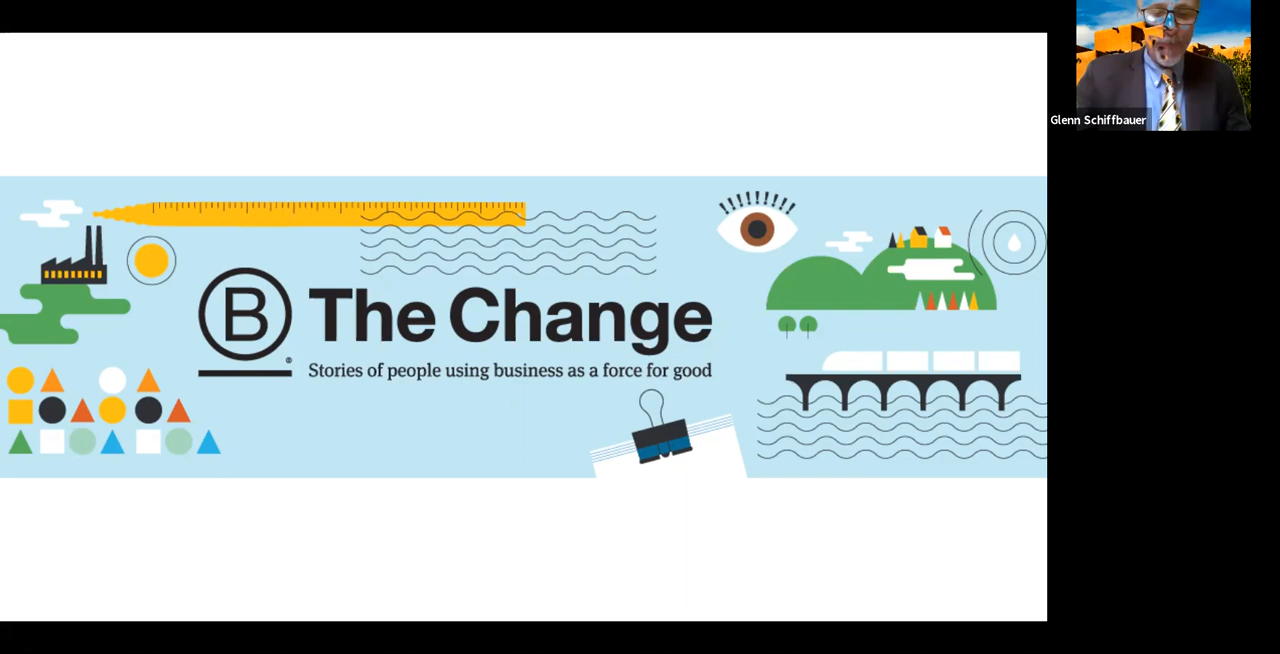 B The Change
®
Stories of people using business as a force for good
Glenn Schiffbauer